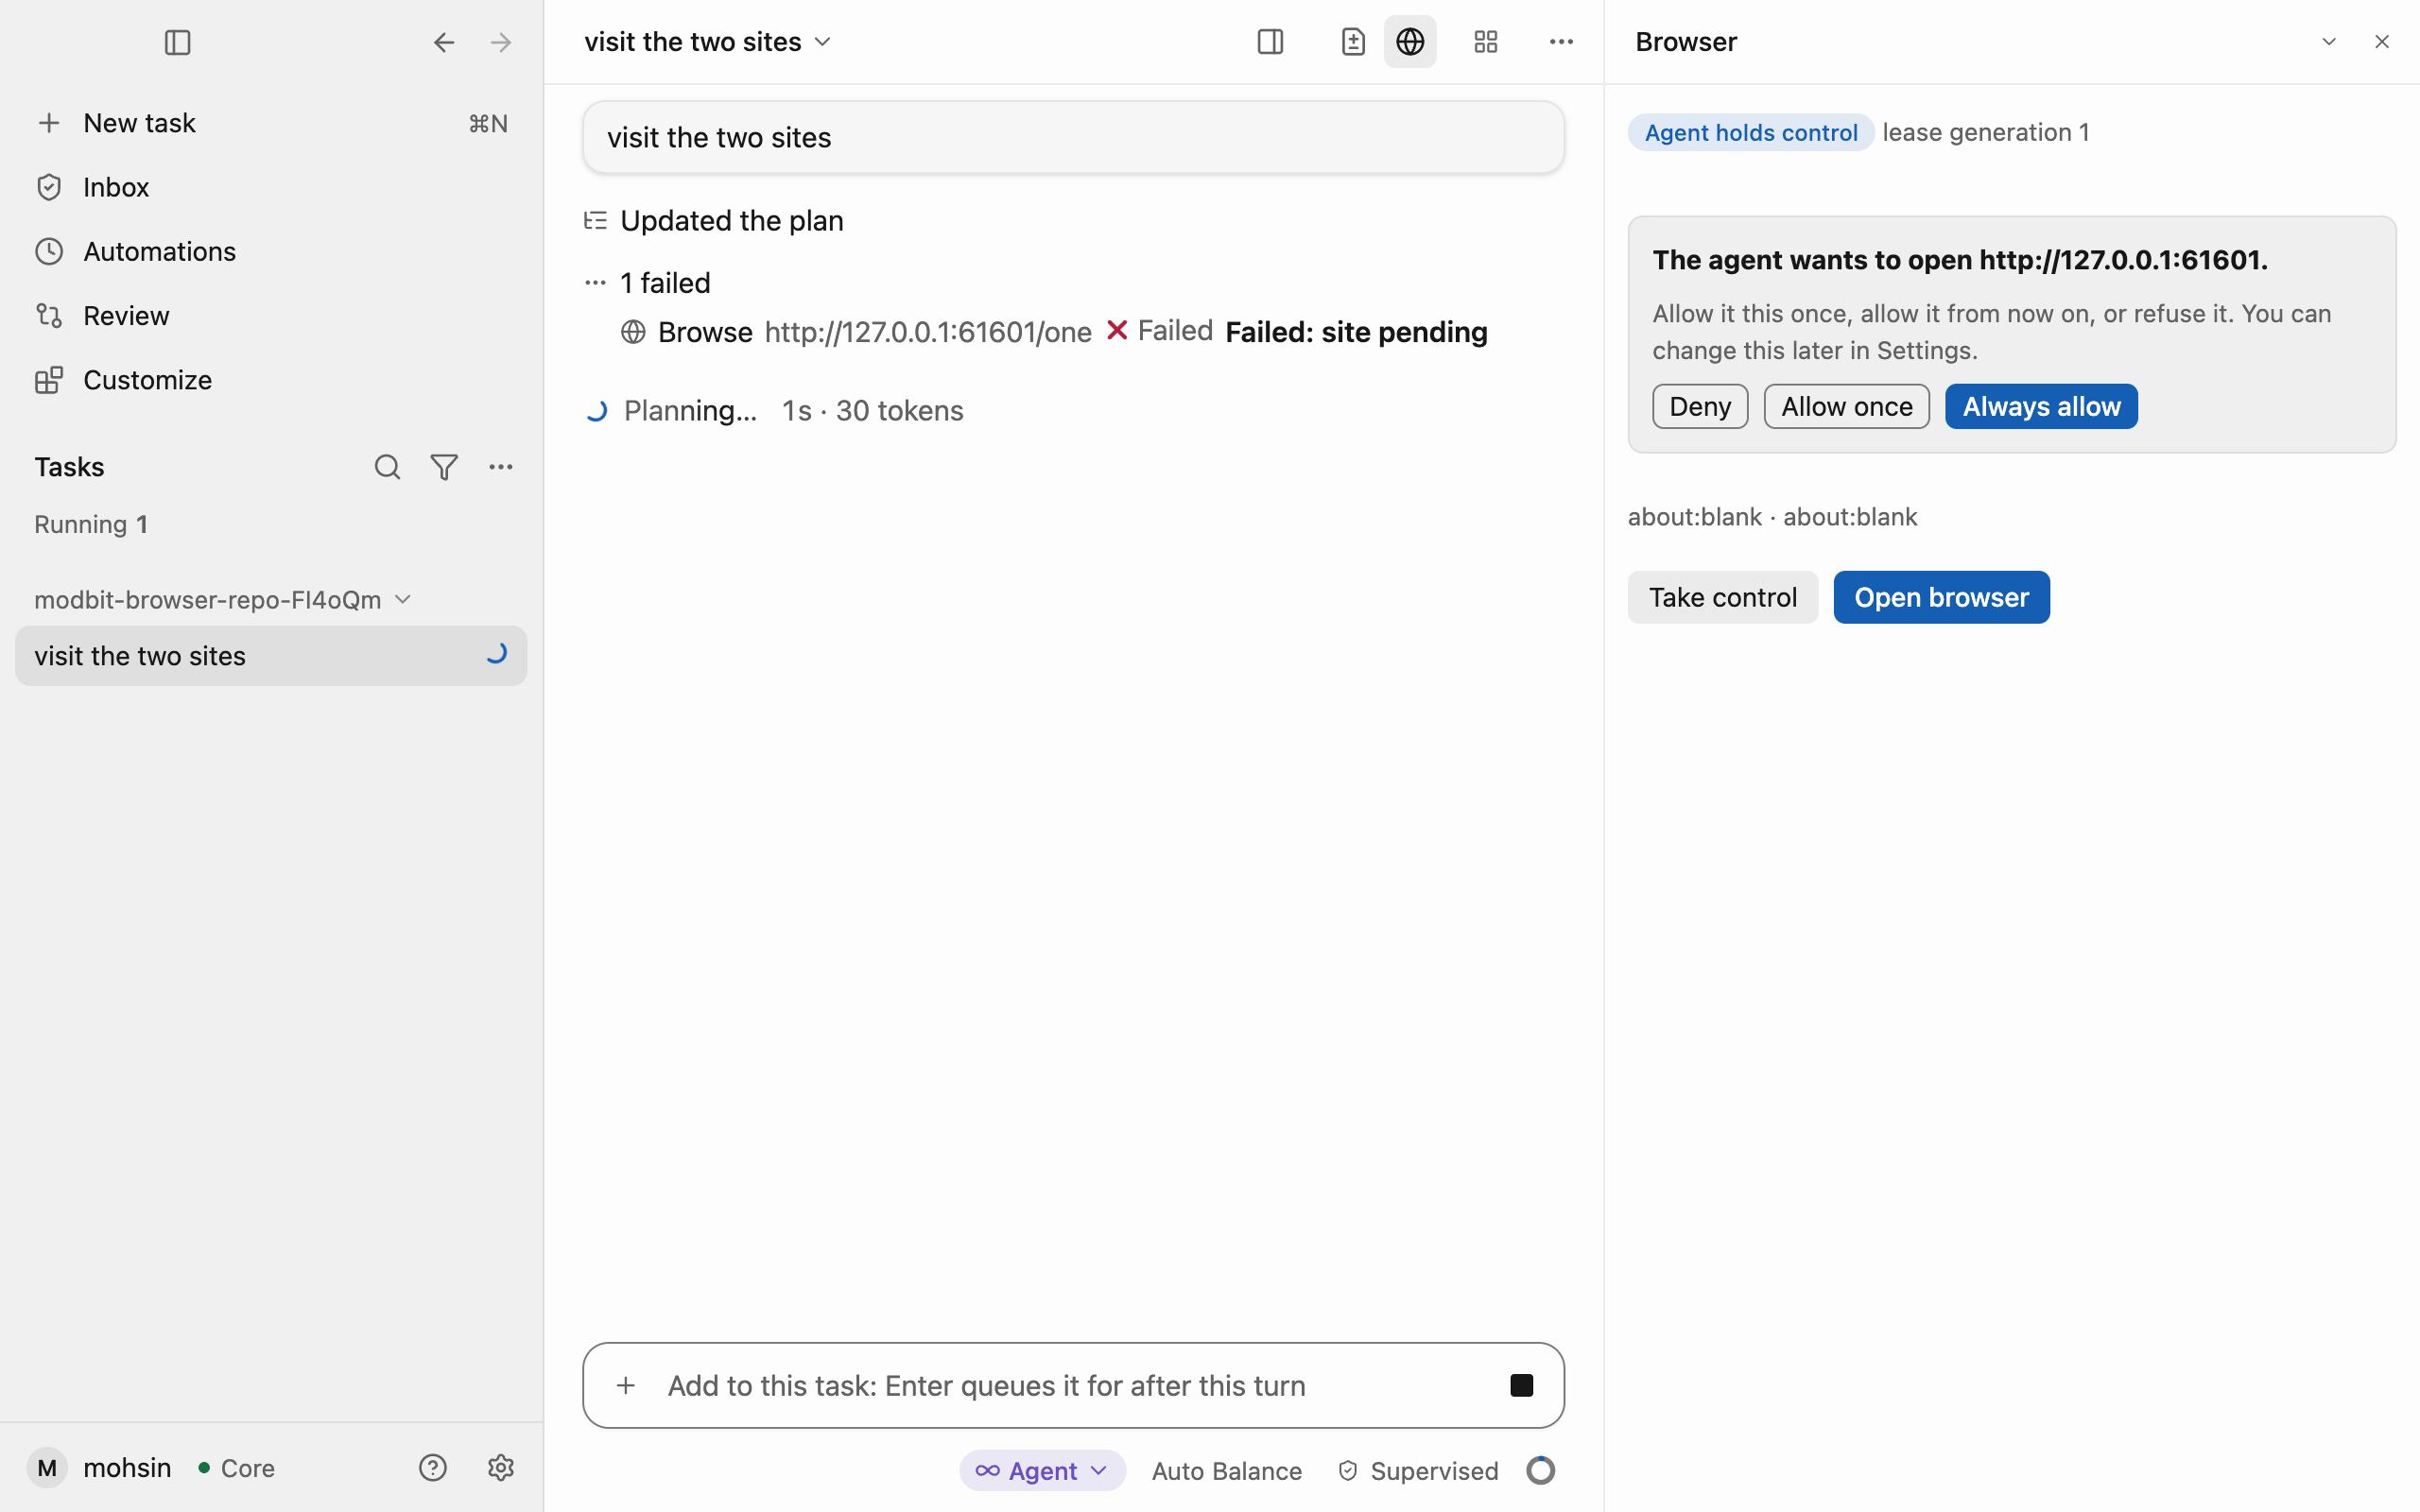 New task
⌘N
Inbox
Automations
Review
Customize
Tasks
Running 1
modbit-browser-repo-FI4oQm
visit the two sites
M mohsin Core
visit the two sites
visit the two sites
Updated the plan
1 failed
Browse http://127.0.0.1:61601/one Failed Failed: site pending
Planning... 1s · 30 tokens
Add to this task: Enter queues it for after this turn
Agent Auto Balance Supervised
Browser
Agent holds control lease generation 1
The agent wants to open http://127.0.0.1:61601.
Allow it this once, allow it from now on, or refuse it. You can
change this later in Settings.
Deny Allow once Always allow
about:blank · about:blank
Take control Open browser